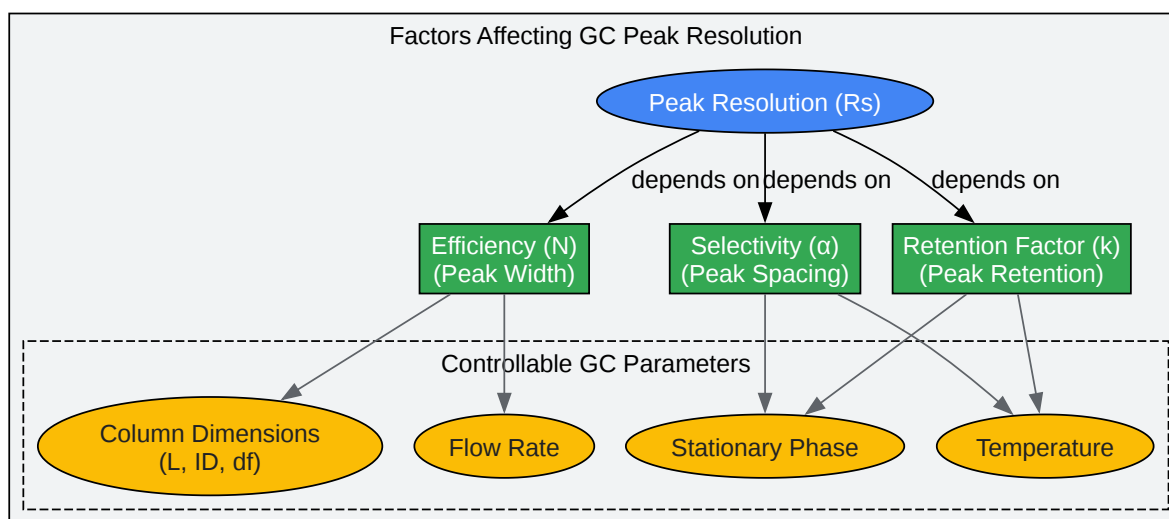 Factors Affecting GC Peak Resolution
Peak Resolution (Rs)
depends on
depends on
depends on
Efficiency (N)
(Peak Width)
Selectivity (α)
(Peak Spacing)
Retention Factor (k)
(Peak Retention)
Controllable GC Parameters
Column Dimensions
(L, ID, df)
Flow Rate
Stationary Phase
Temperature